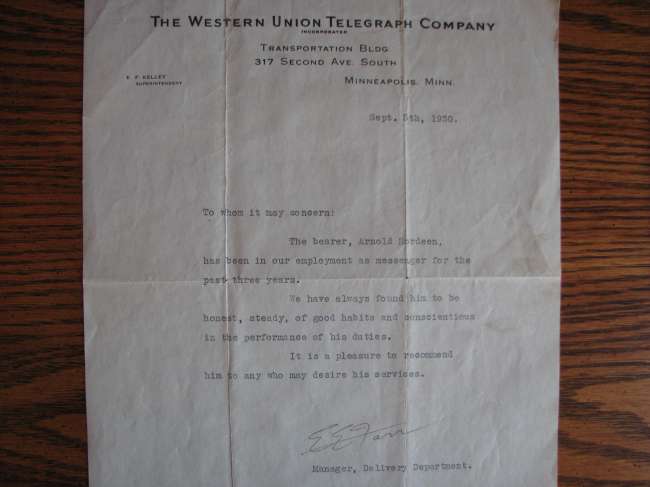 THE WESTERN UNION TELEGRAPH COMPANY
INCORPORATED
TRANSPORTATION BLDG
317 SECOND AVE. SOUTH
E. F. KELLEY
SUPERINTENDENT
MINNEAPOLIS, MINN.
Sept. 5th, 1930.
To whom it may concern:
The bearer, Arnold Nordeen,
has been in our employment as messenger for the
past three years.
We have always found him to be
honest, steady, of good habits and conscientious
in the performance of his duties.
It is a pleasure to recommend
him to any who may desire his services.
E E Farr
Manager, Delivery Department.